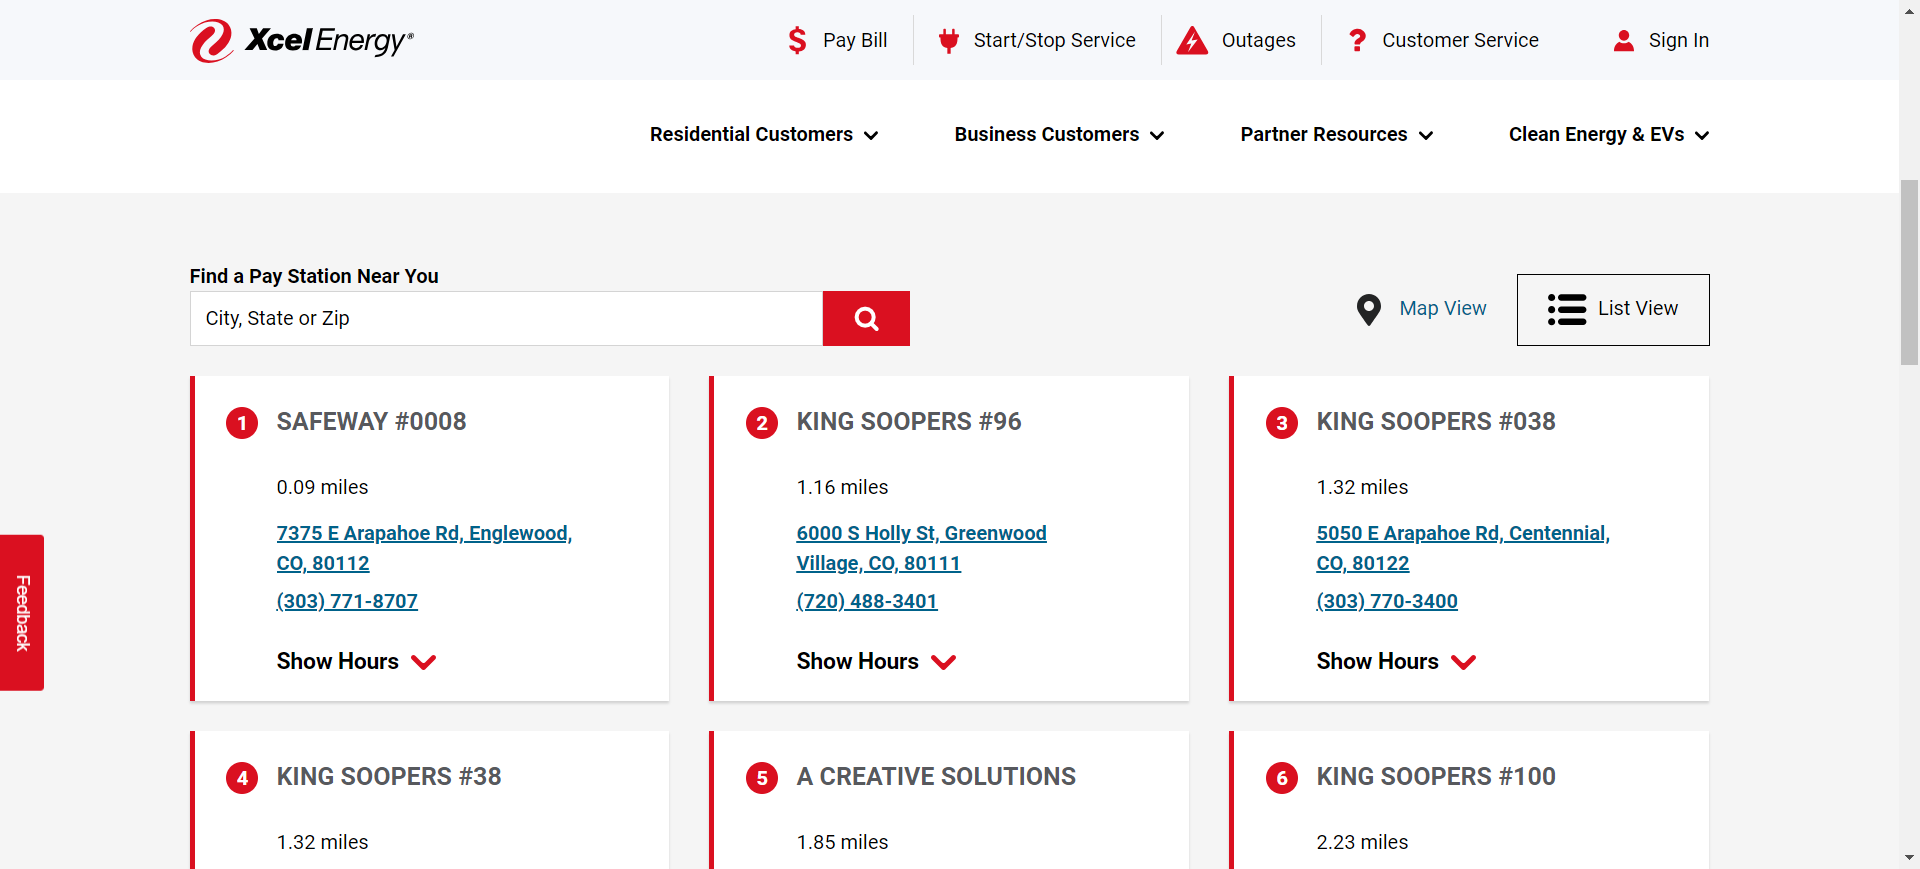 Xcel Energy®
$ Pay Bill
Start/Stop Service
Outages
? Customer Service
Sign In
Residential Customers
Business Customers
Partner Resources
Clean Energy & EVs
Find a Pay Station Near You
City, State or Zip
Map View
List View
1 SAFEWAY #0008
0.09 miles
7375 E Arapahoe Rd, Englewood,
CO, 80112
(303) 771-8707
Show Hours
2 KING SOOPERS #96
1.16 miles
6000 S Holly St, Greenwood
Village, CO, 80111
(720) 488-3401
Show Hours
3 KING SOOPERS #038
1.32 miles
5050 E Arapahoe Rd, Centennial,
CO, 80122
(303) 770-3400
Show Hours
4 KING SOOPERS #38
1.32 miles
5 A CREATIVE SOLUTIONS
1.85 miles
6 KING SOOPERS #100
2.23 miles
Feedback